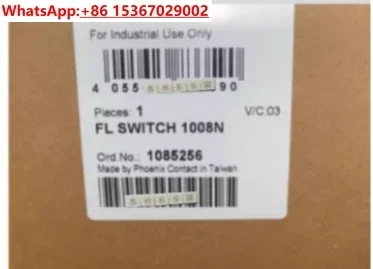 WhatsApp:+86 15367029002
For Industrial Use Only
4 055 90
Pieces: 1 V/C:03
FL SWITCH 1008N
Ord.No.: 1085256
Made by Phoenix Contact in Taiwan